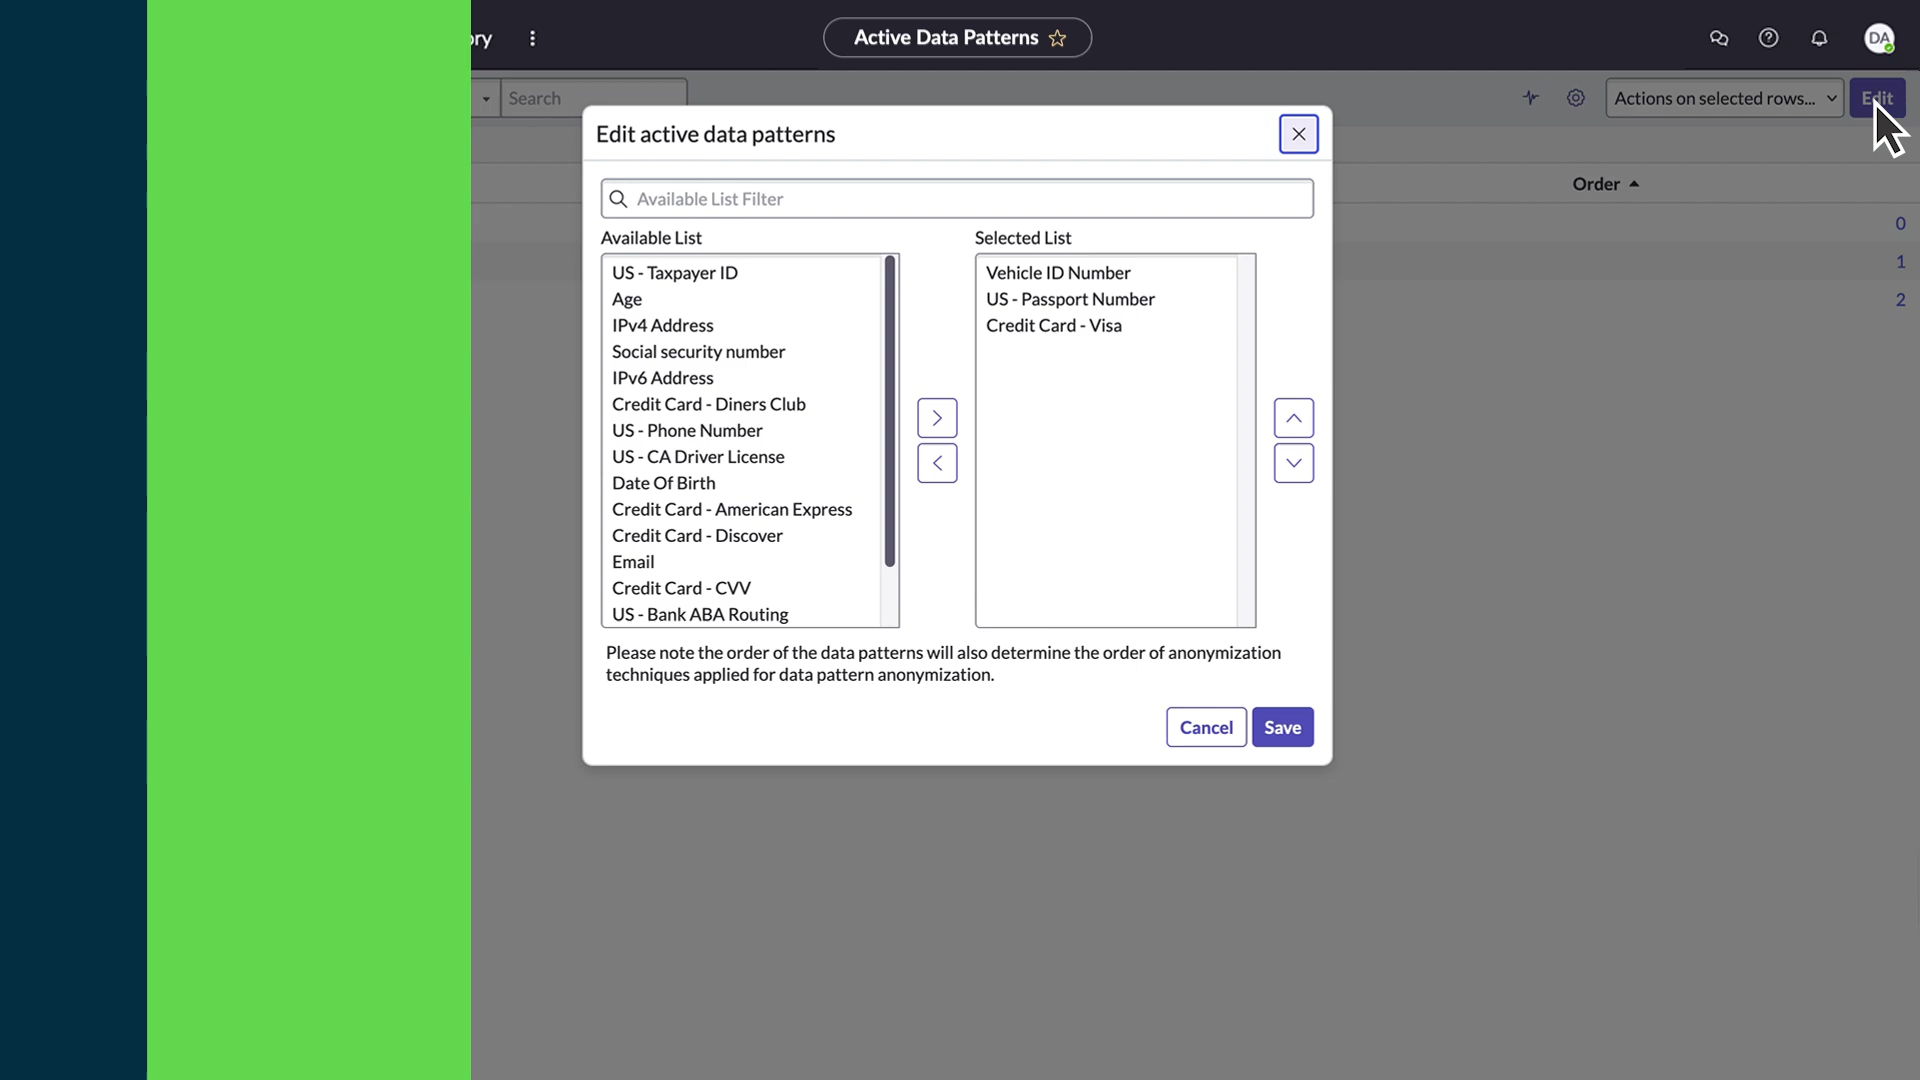 ory
Active Data Patterns
DA
Search
Actions on selected rows...
Edit
Edit active data patterns
Available List Filter
Order
0
1
2
Available List
US - Taxpayer ID
Age
IPv4 Address
Social security number
IPv6 Address
Credit Card - Diners Club
US - Phone Number
US - CA Driver License
Date Of Birth
Credit Card - American Express
Credit Card - Discover
Email
Credit Card - CVV
US - Bank ABA Routing
Selected List
Vehicle ID Number
US - Passport Number
Credit Card - Visa
Please note the order of the data patterns will also determine the order of anonymization
techniques applied for data pattern anonymization.
Cancel
Save